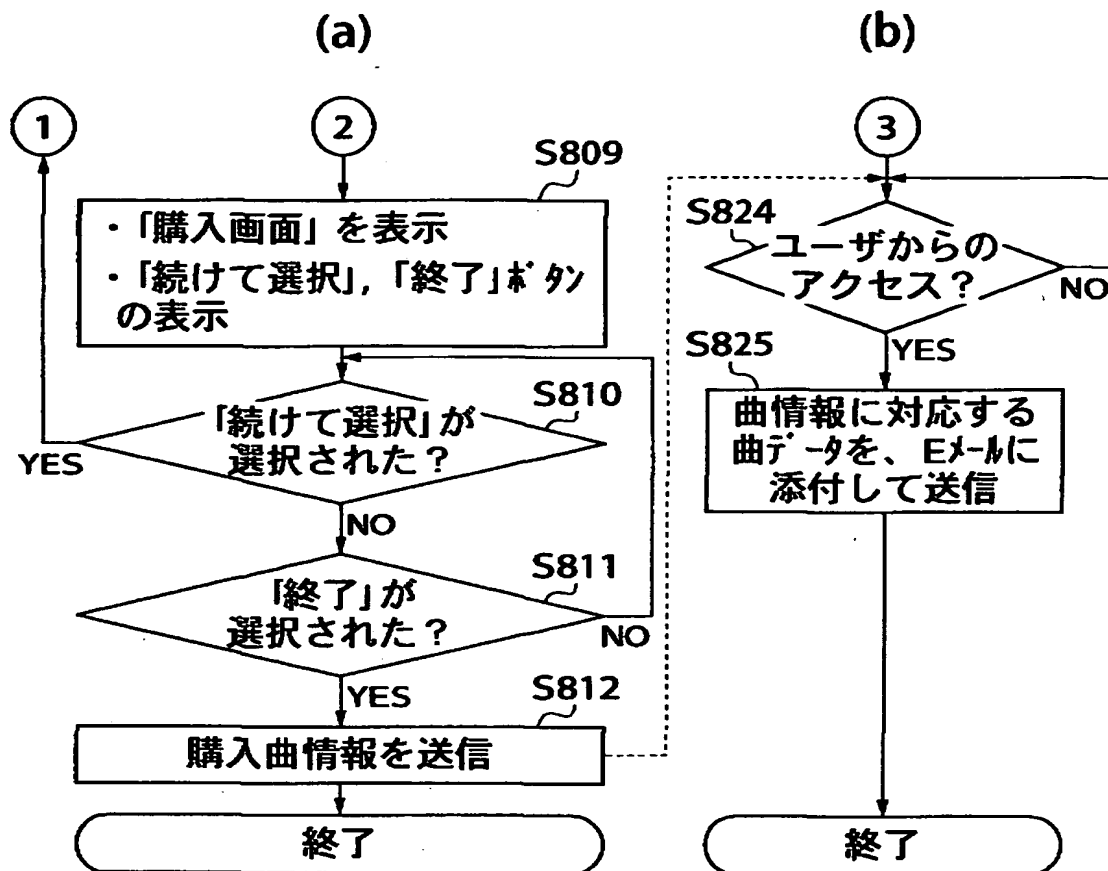 (a)
1
2
S809
・「購入画面」を表示
・「続けて選択」,「終了」ﾎﾞﾀﾝ
の表示
S810
「続けて選択」が
選択された？
YES
NO
S811
「終了」が
選択された？
NO
YES
S812
購入曲情報を送信
終了
(b)
3
S824
ユーザからの
アクセス？
NO
YES
S825
曲情報に対応する
曲ﾃﾞｰﾀを、Eﾒｰﾙに
添付して送信
終了